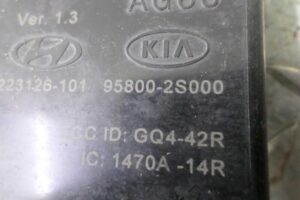 Ver. 1.3
KIA
223126-101 95800-2S000
CC ID: GQ4-42R
IC: 1470A -14R